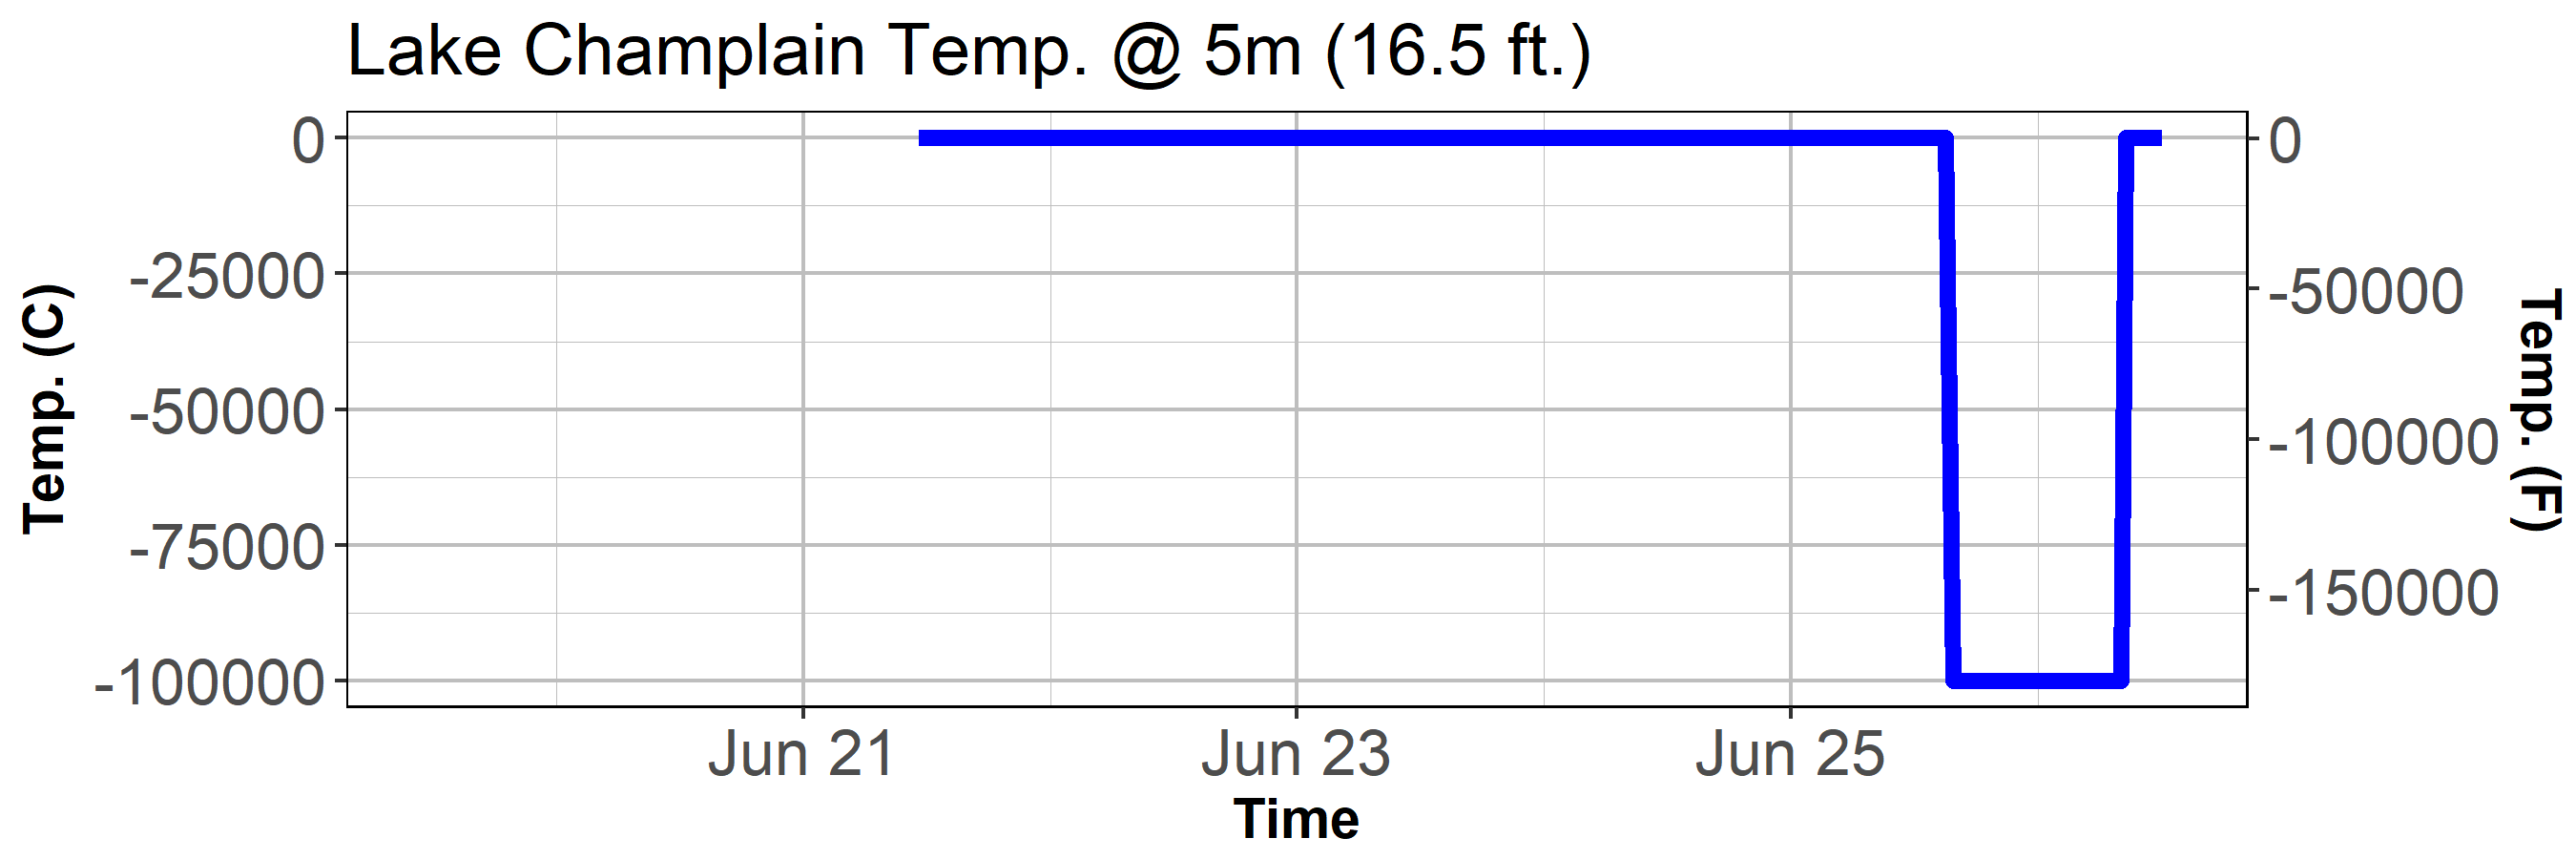 Lake Champlain Temp. @ 5m (16.5 ft.)
0
-25000
-50000
-75000
-100000
Temp. (C)
0
-50000
-100000
-150000
Temp. (F)
Jun 21
Jun 23
Jun 25
Time